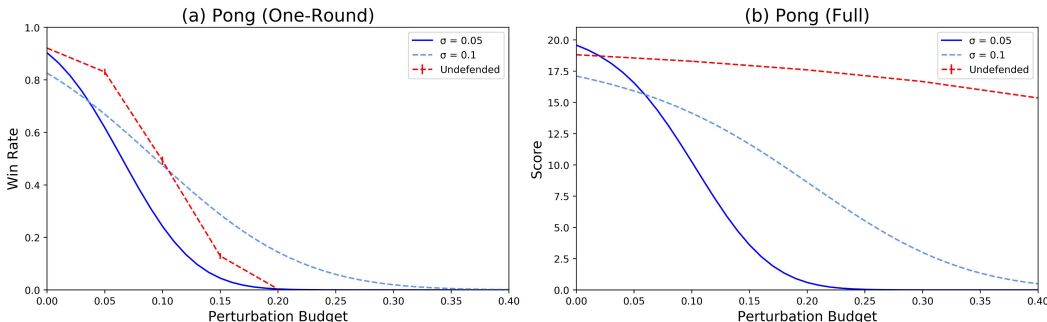 (a) Pong (One-Round)
Win Rate
1.0
0.8
0.6
0.4
0.2
0.0
σ = 0.05
σ = 0.1
Undefended
0.00 0.05 0.10 0.15 0.20 0.25 0.30 0.35 0.40
Perturbation Budget
(b) Pong (Full)
Score
20.0
17.5
15.0
12.5
10.0
7.5
5.0
2.5
0.0
σ = 0.05
σ = 0.1
Undefended
0.00 0.05 0.10 0.15 0.20 0.25 0.30 0.35 0.40
Perturbation Budget